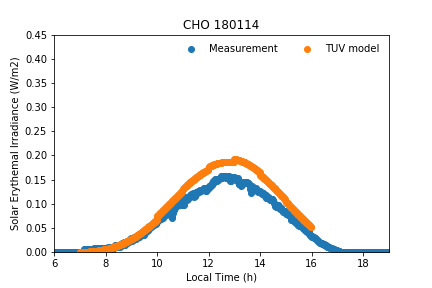 CHO 180114
Measurement TUV model
Solar Erythemal Irradiance (W/m2)
0.45
0.40
0.35
0.30
0.25
0.20
0.15
0.10
0.05
0.00
6 8 10 12 14 16 18
Local Time (h)